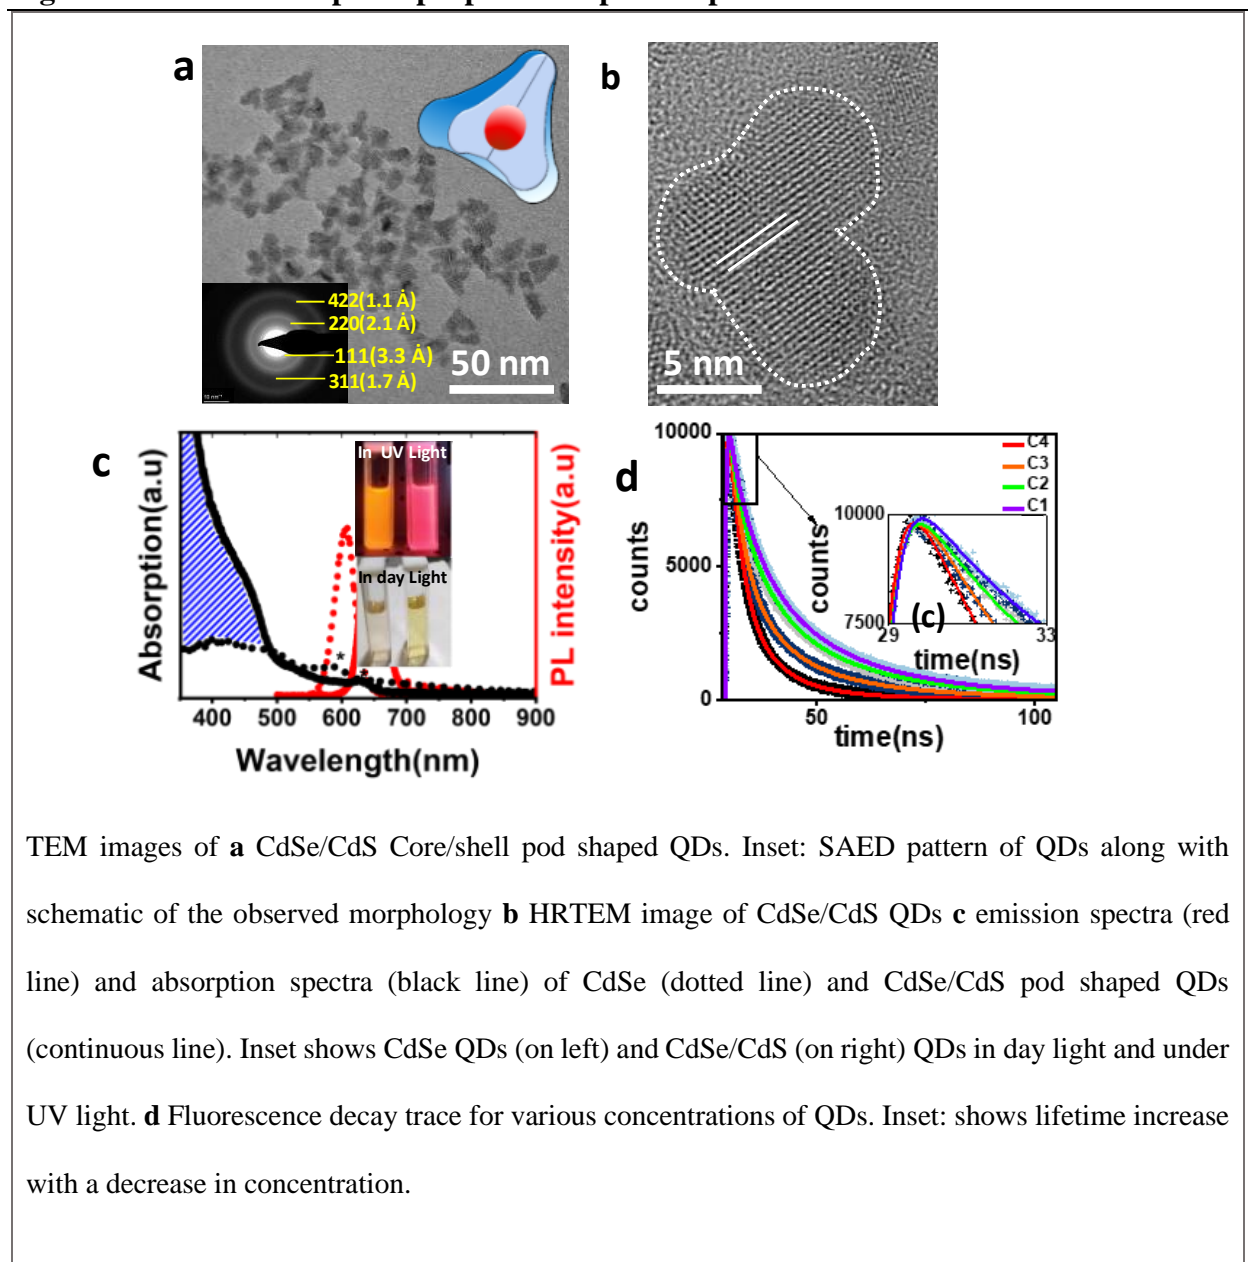 a
422(1.1 Å)
220(2.1 Å)
111(3.3 Å)
311(1.7 Å)
50 nm
b
5 nm
c
In UV Light
In day Light
*
*
Absorption(a.u)
PL intensity(a.u)
400 500 600 700 800 900
Wavelength(nm)
d
10000
5000
0
counts
50 100
time(ns)
C4
C3
C2
C1
10000
7500
counts
(c)
29 33
time(ns)
TEM images of a CdSe/CdS Core/shell pod shaped QDs. Inset: SAED pattern of QDs along with
schematic of the observed morphology b HRTEM image of CdSe/CdS QDs c emission spectra (red
line) and absorption spectra (black line) of CdSe (dotted line) and CdSe/CdS pod shaped QDs
(continuous line). Inset shows CdSe QDs (on left) and CdSe/CdS (on right) QDs in day light and under
UV light. d Fluorescence decay trace for various concentrations of QDs. Inset: shows lifetime increase
with a decrease in concentration.